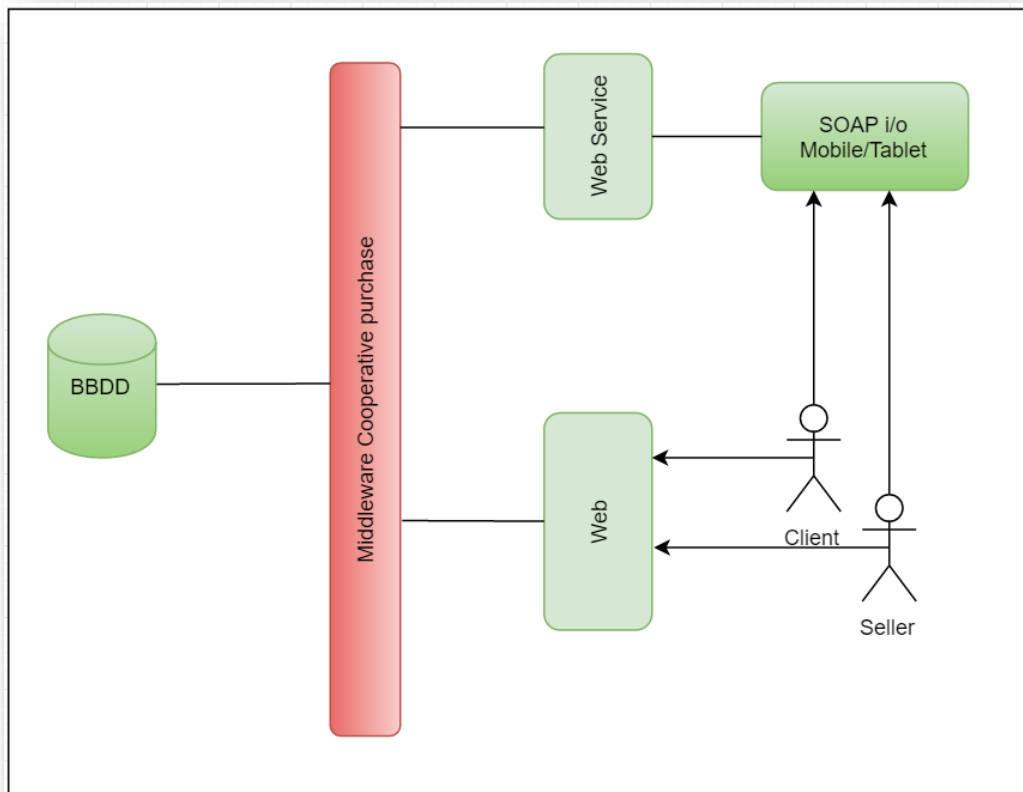 BBDD
Middleware Cooperative purchase
Web Service
SOAP i/o
Mobile/Tablet
Web
Client
Seller